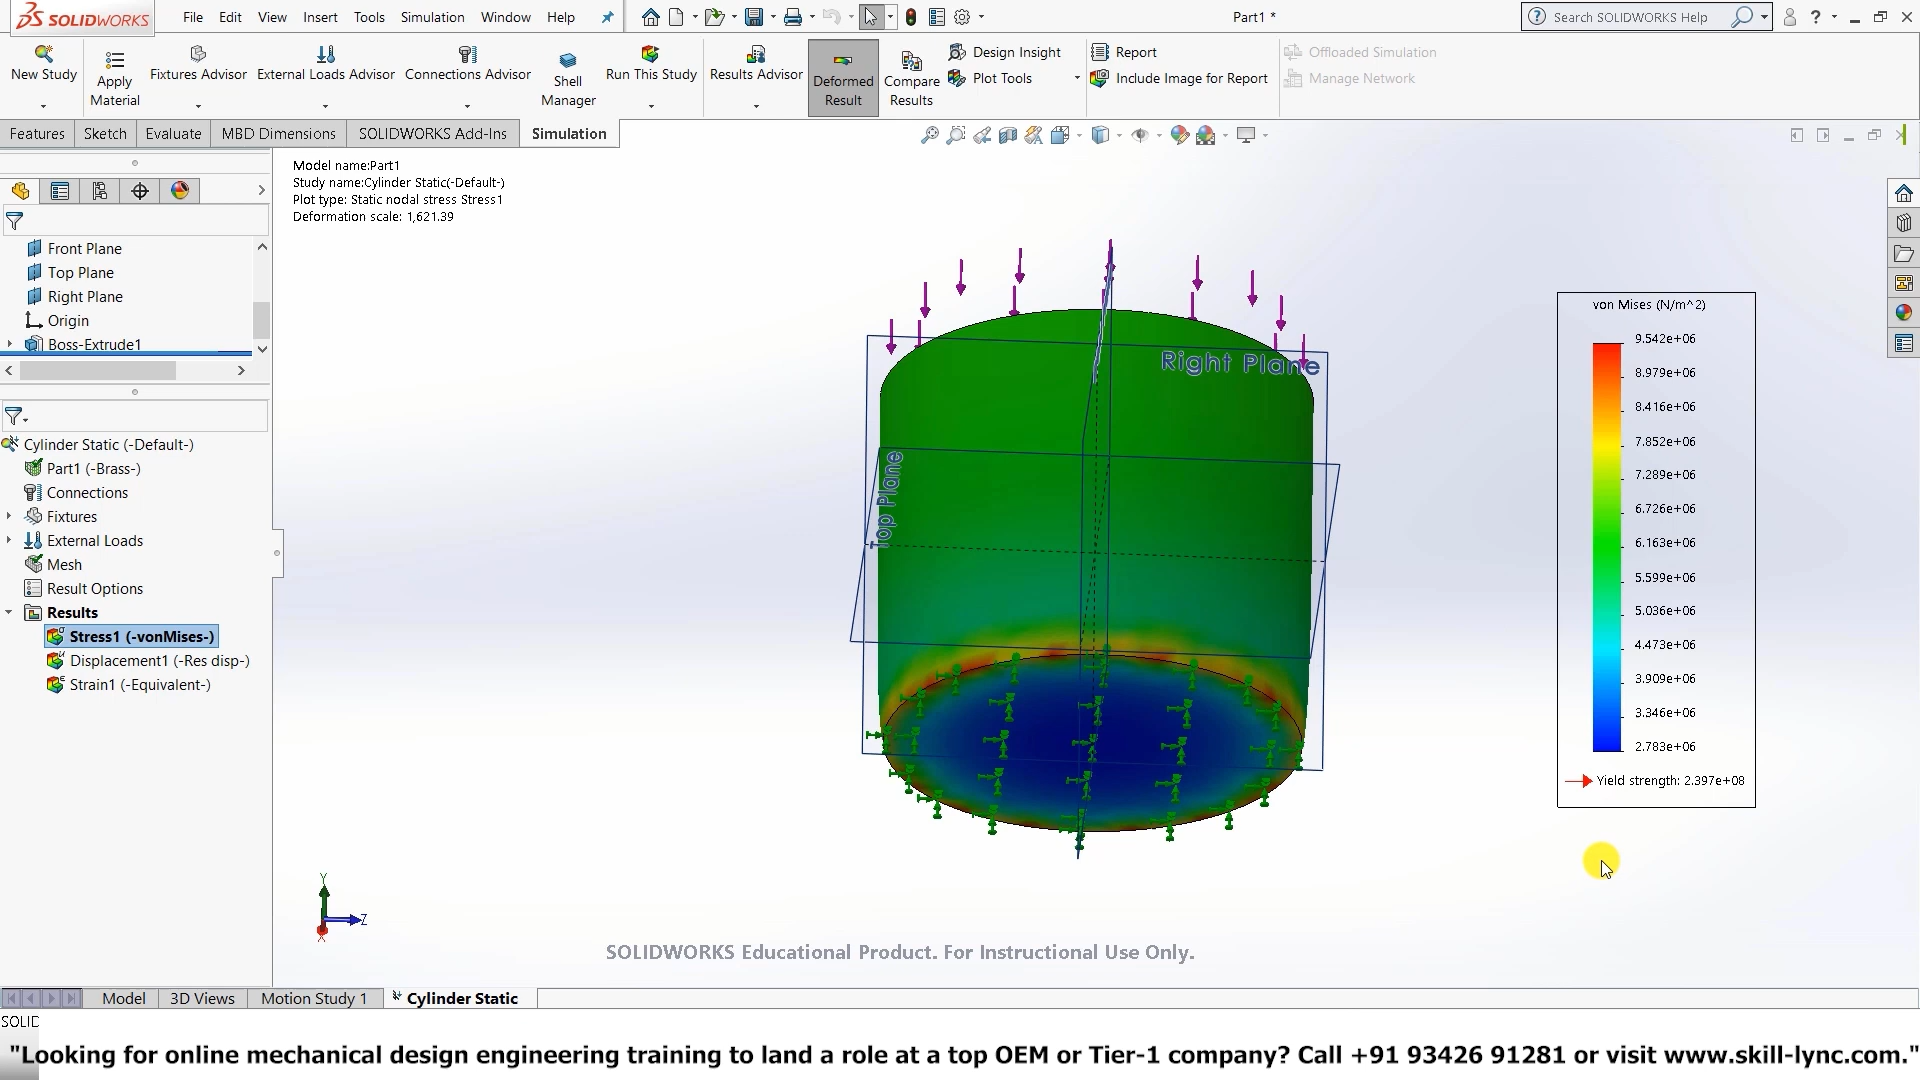 SOLIDWORKS File Edit View Insert Tools Simulation Window Help Part1 * Search SOLIDWORKS Help ?
New Study Apply Material Fixtures Advisor External Loads Advisor Connections Advisor Shell Manager Run This Study Results Advisor Deformed Result Compare Results
Design Insight
Plot Tools
Report
Include Image for Report
Offloaded Simulation
Manage Network
Features Sketch Evaluate MBD Dimensions SOLIDWORKS Add-Ins Simulation
Front Plane
Top Plane
Right Plane
Origin
Boss-Extrude1
Cylinder Static (-Default-)
Part1 (-Brass-)
Connections
Fixtures
External Loads
Mesh
Result Options
Results
Stress1 (-vonMises-)
Displacement1 (-Res disp-)
Strain1 (-Equivalent-)
Model name:Part1
Study name:Cylinder Static(-Default-)
Plot type: Static nodal stress Stress1
Deformation scale: 1,621.39
Right Plane
Top Plane
von Mises (N/m^2)
9.542e+06
8.979e+06
8.416e+06
7.852e+06
7.289e+06
6.726e+06
6.163e+06
5.599e+06
5.036e+06
4.473e+06
3.909e+06
3.346e+06
2.783e+06
Yield strength: 2.397e+08
Y
Z
X
SOLIDWORKS Educational Product. For Instructional Use Only.
Model 3D Views Motion Study 1 Cylinder Static
SOLID
"Looking for online mechanical design engineering training to land a role at a top OEM or Tier-1 company? Call +91 93426 91281 or visit www.skill-lync.com."